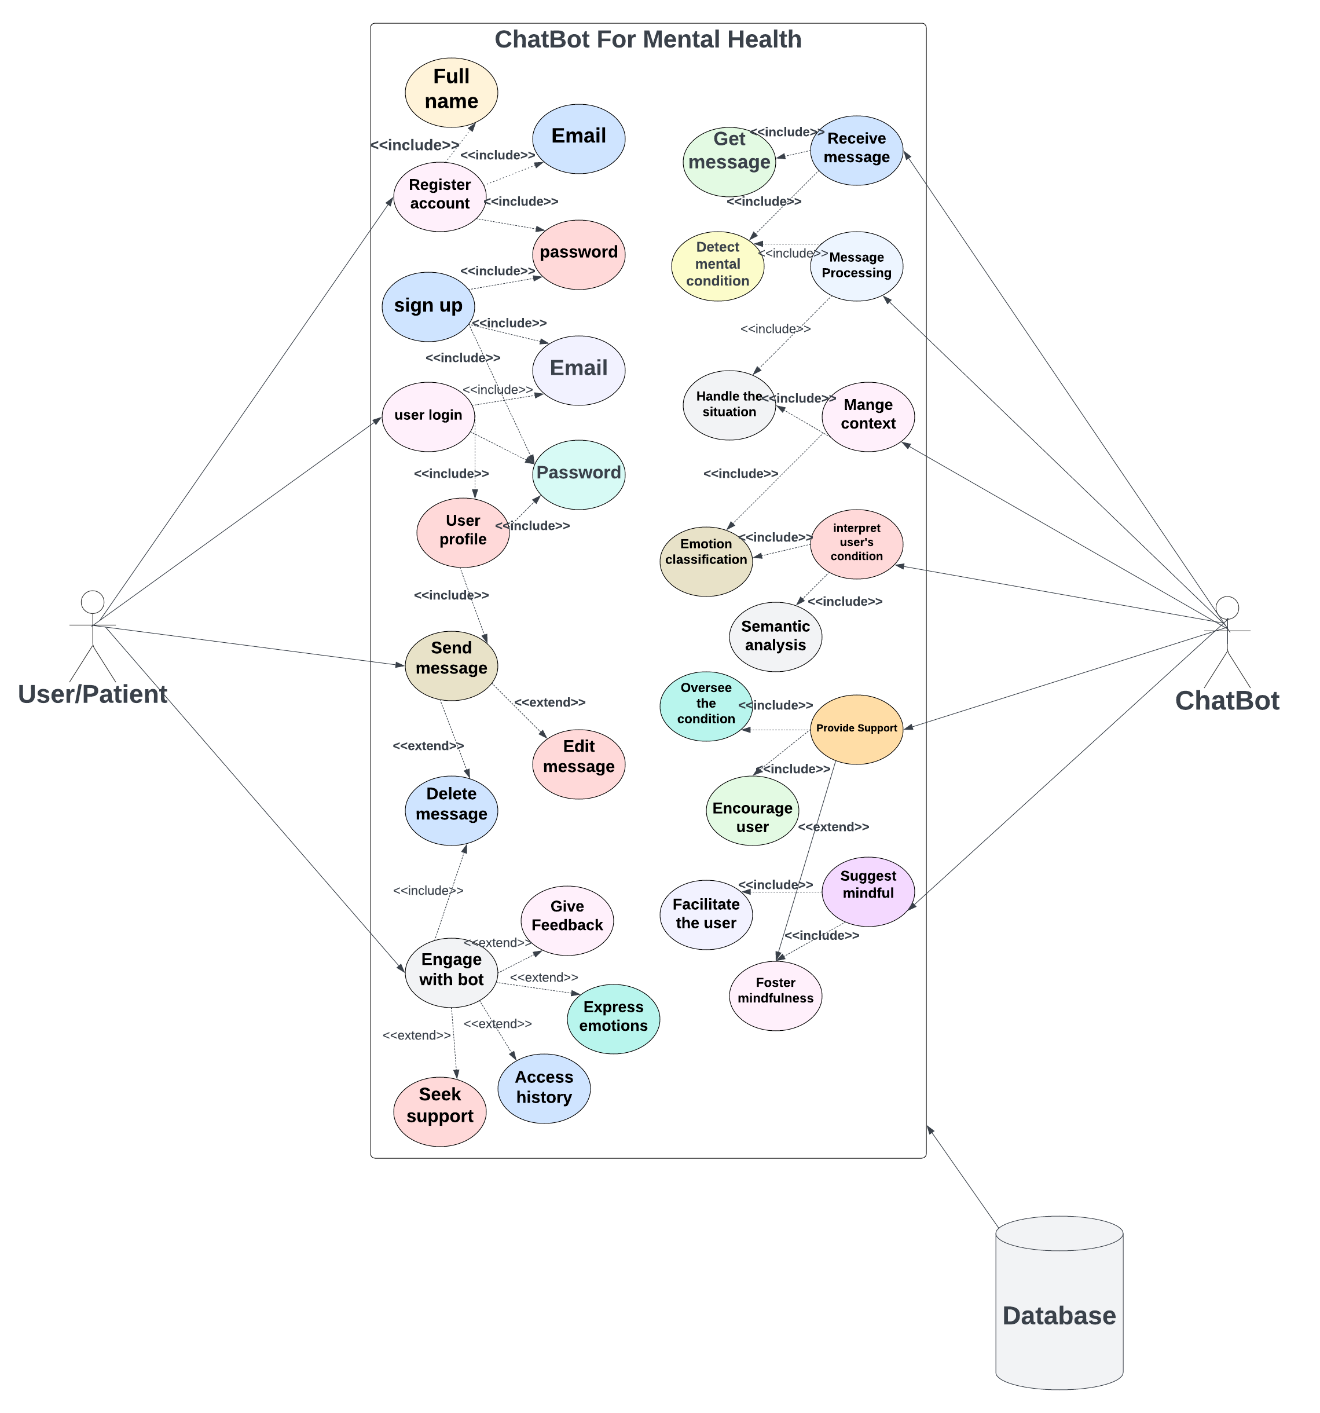 ChatBot For Mental Health
Full
name
<<include>>
Email
<<include>>
Register
account
<<include>>
password
<<include>>
sign up
<<include>>
<<include>>
Email
<<include>>
user login
<<include>>
Password
User
profile
<<include>>
<<include>>
Send
message
<<extend>>
<<extend>>
Edit
message
Delete
message
<<include>>
Give
Feedback
<<extend>>
Engage
with bot
<<extend>>
Express
emotions
<<extend>>
<<extend>>
Access
history
Seek
support
Get
message
<<include>>
Receive
message
<<include>>
Detect
mental
condition
<<include>>
Message
Processing
<<include>>
Handle the
situation
<<include>>
Mange
context
<<include>>
Emotion
classification
<<include>>
interpret
user's
condition
<<include>>
Semantic
analysis
Oversee
the
condition
<<include>>
Provide Support
<<include>>
Encourage
user
<<extend>>
Suggest
mindful
<<include>>
Facilitate
the user
<<include>>
Foster
mindfulness
User/Patient
ChatBot
Database